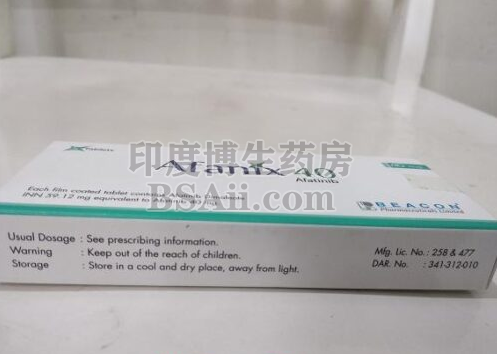 Tablets
Afanix 40
Afatinib
印度博生药房
BSAii.com
Each film coated tablet contains Afatinib Dimaleate
INN 59.12 mg equivalent to Afatinib 40 mg
BEACON
Pharmaceuticals Limited
Usual Dosage : See prescribing information.
Warning : Keep out of the reach of children.
Storage : Store in a cool and dry place, away from light.
Mfg. Lic. No. : 258 & 477
DAR. No. : 341-312-010